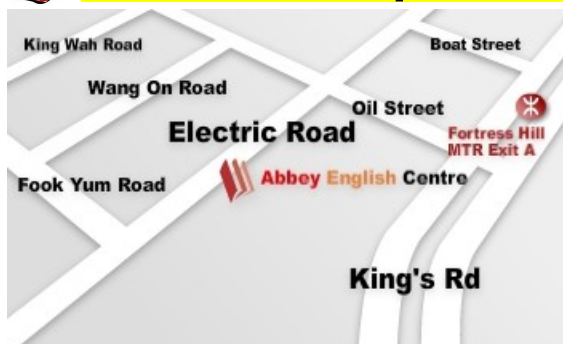 King Wah Road
Boat Street
Wang On Road
Oil Street
Electric Road
Fortress Hill
MTR Exit A
Fook Yum Road
Abbey English Centre
King's Rd